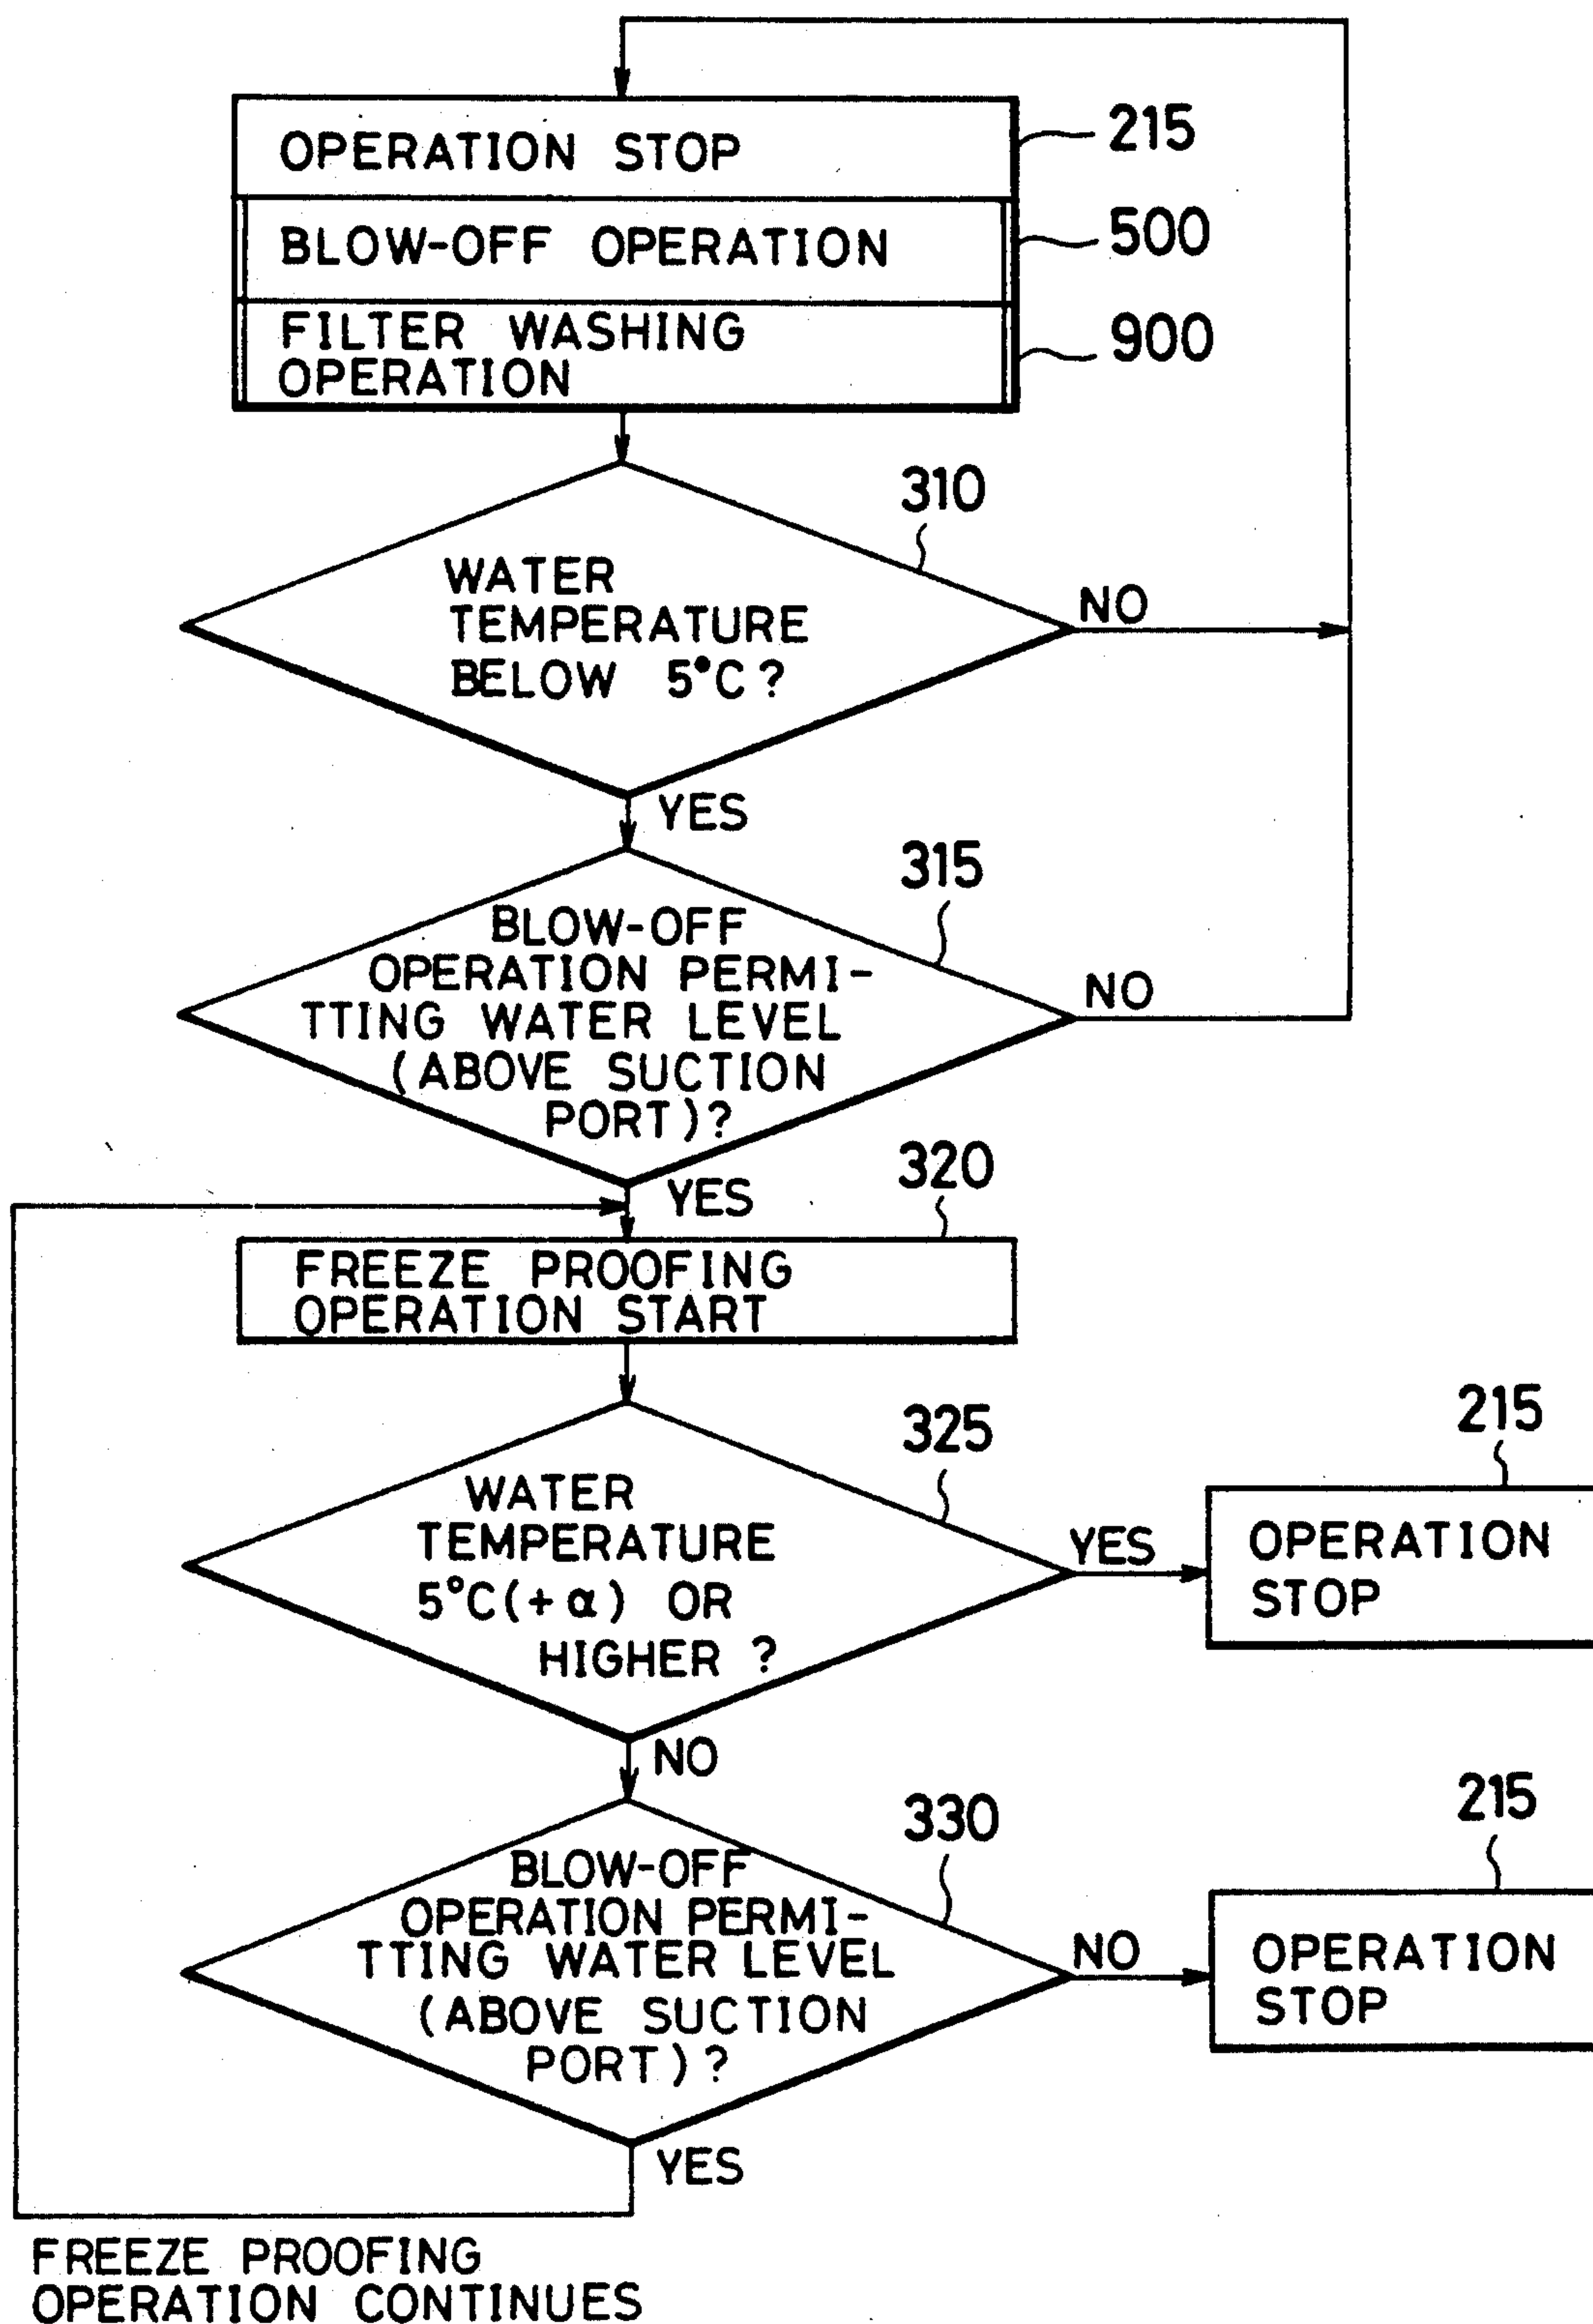 OPERATION STOP
215
BLOW-OFF OPERATION
500
FILTER WASHING
OPERATION
900
310
WATER
TEMPERATURE
BELOW 5°C?
NO
YES
315
BLOW-OFF
OPERATION PERMI-
TTING WATER LEVEL
(ABOVE SUCTION
PORT)?
NO
YES
320
FREEZE PROOFING
OPERATION START
325
WATER
TEMPERATURE
5°C(+α) OR
HIGHER ?
YES
215
OPERATION
STOP
NO
330
BLOW-OFF
OPERATION PERMI-
TTING WATER LEVEL
(ABOVE SUCTION
PORT)?
NO
215
OPERATION
STOP
YES
FREEZE PROOFING
OPERATION CONTINUES